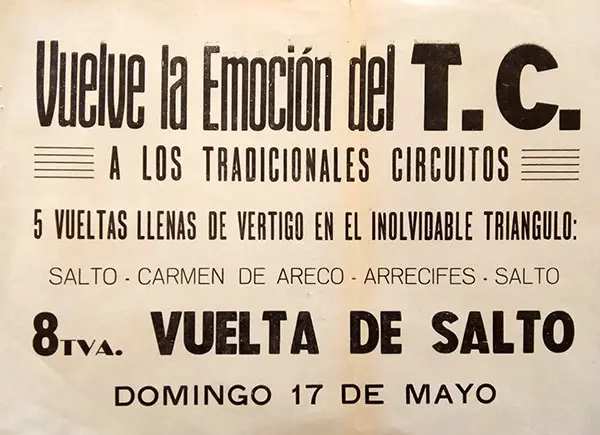 Vuelve la Emoción del T.C.
A LOS TRADICIONALES CIRCUITOS
5 VUELTAS LLENAS DE VERTIGO EN EL INOLVIDABLE TRIANGULO:
SALTO - CARMEN DE ARECO - ARRECIFES - SALTO
8TVA. VUELTA DE SALTO
DOMINGO 17 DE MAYO